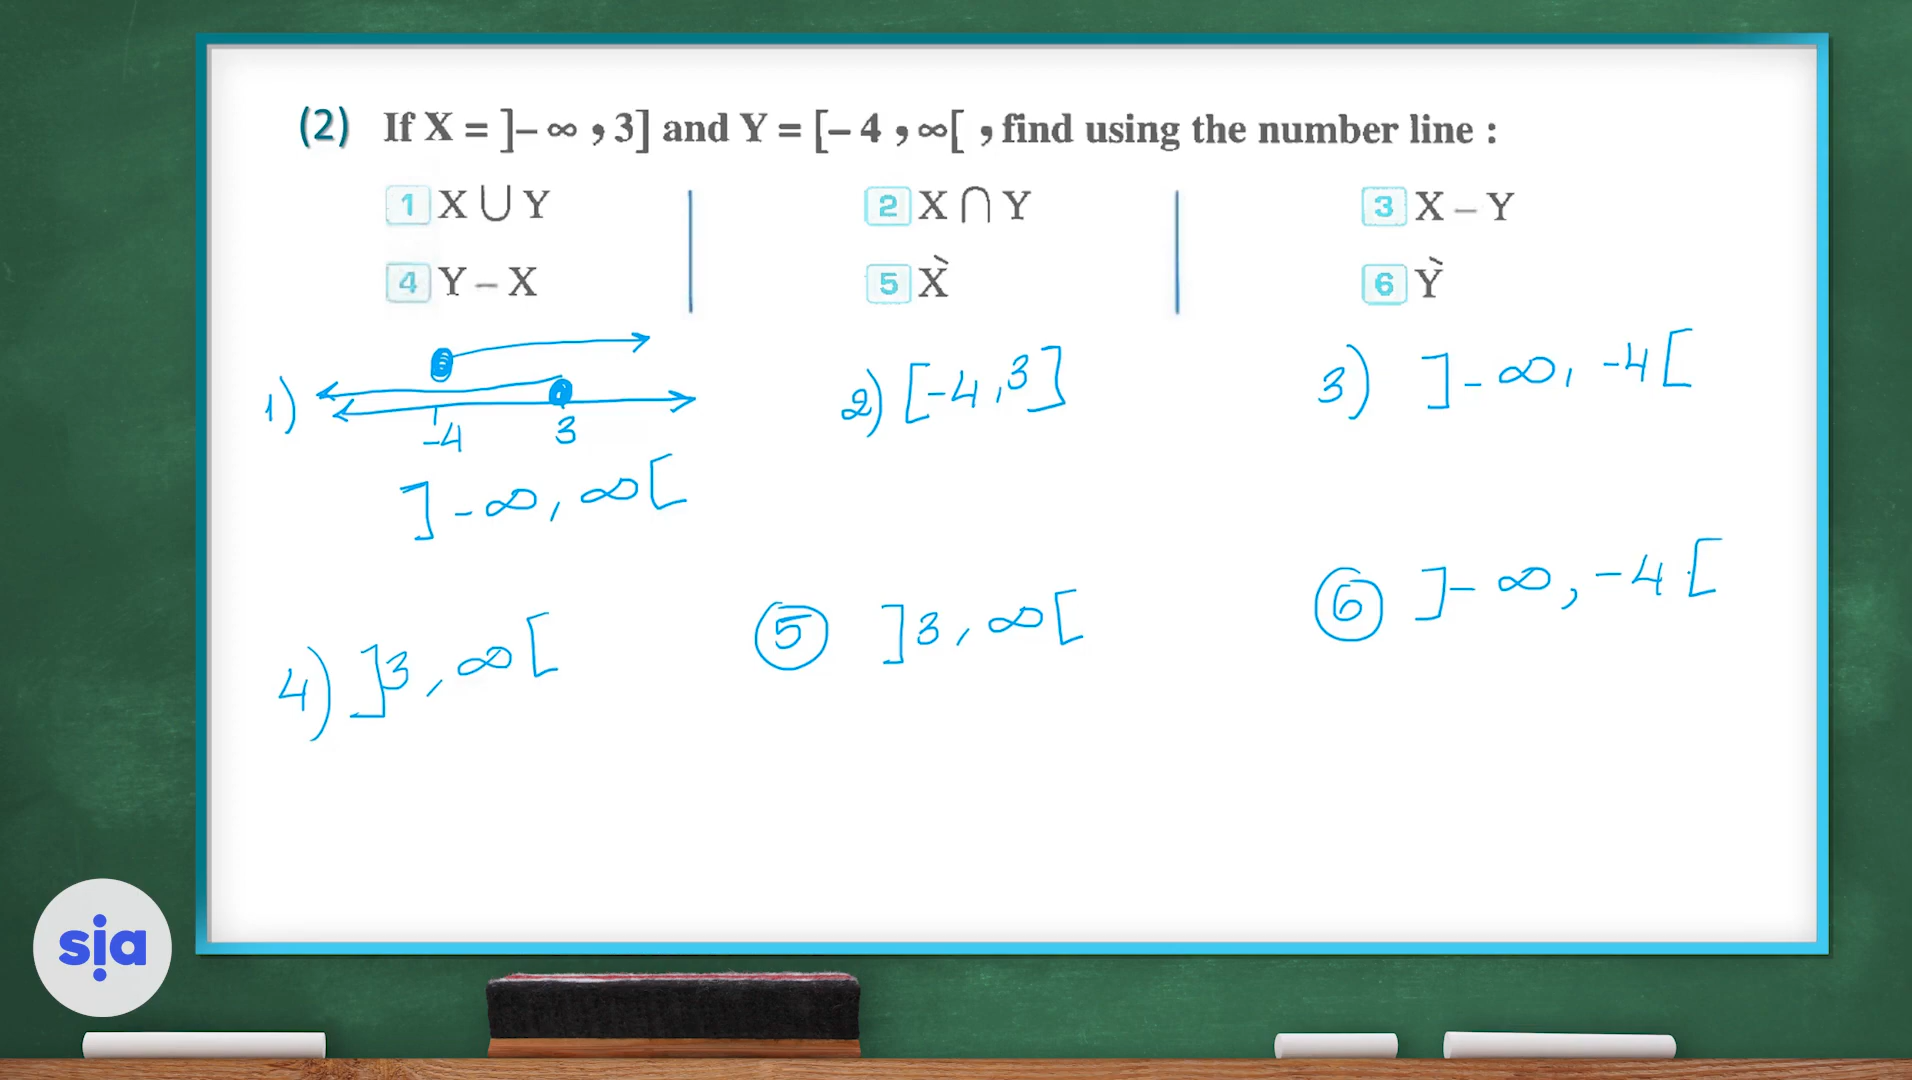 (2) If X = ]– ∞ , 3] and Y = [– 4 , ∞[ , find using the number line :
1 X ⋃ Y
2 X ⋂ Y
3 X – Y
4 Y – X
5 X̀
6 Ỳ
1)
-4 3
]-∞, ∞[
2) [-4, 3]
3) ]-∞, -4[
4) ]3, ∞[
5 ]3, ∞[
6 ]-∞, -4[
sia